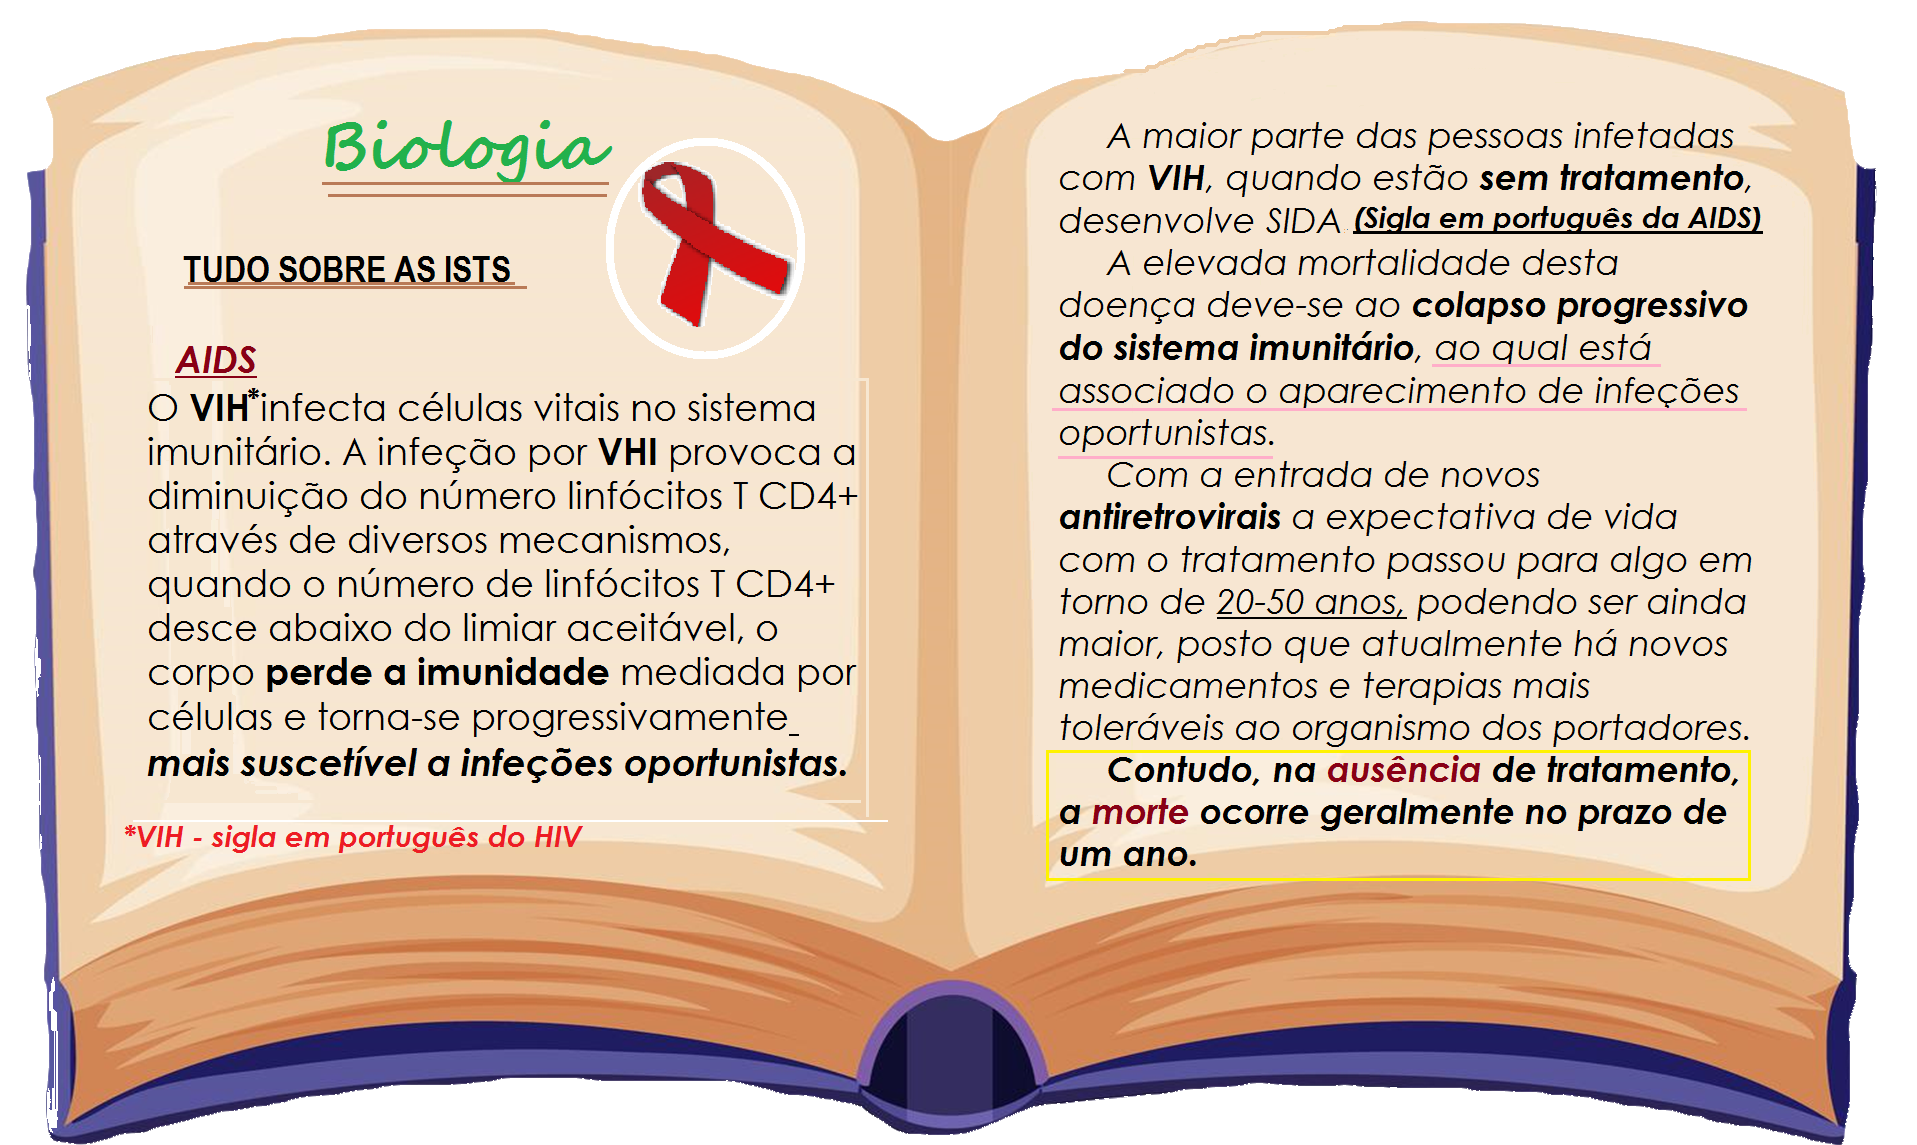 Biologia
TUDO SOBRE AS ISTS
AIDS
O VIH*infecta células vitais no sistema
imunitário. A infeção por VHI provoca a
diminuição do número linfócitos T CD4+
através de diversos mecanismos,
quando o número de linfócitos T CD4+
desce abaixo do limiar aceitável, o
corpo perde a imunidade mediada por
células e torna-se progressivamente
mais suscetível a infeções oportunistas.
*VIH - sigla em português do HIV
A maior parte das pessoas infetadas
com VIH, quando estão sem tratamento,
desenvolve SIDA (Sigla em português da AIDS)
A elevada mortalidade desta
doença deve-se ao colapso progressivo
do sistema imunitário, ao qual está
associado o aparecimento de infeções
oportunistas.
Com a entrada de novos
antiretrovirais a expectativa de vida
com o tratamento passou para algo em
torno de 20-50 anos, podendo ser ainda
maior, posto que atualmente há novos
medicamentos e terapias mais
toleráveis ao organismo dos portadores.
Contudo, na ausência de tratamento,
a morte ocorre geralmente no prazo de
um ano.